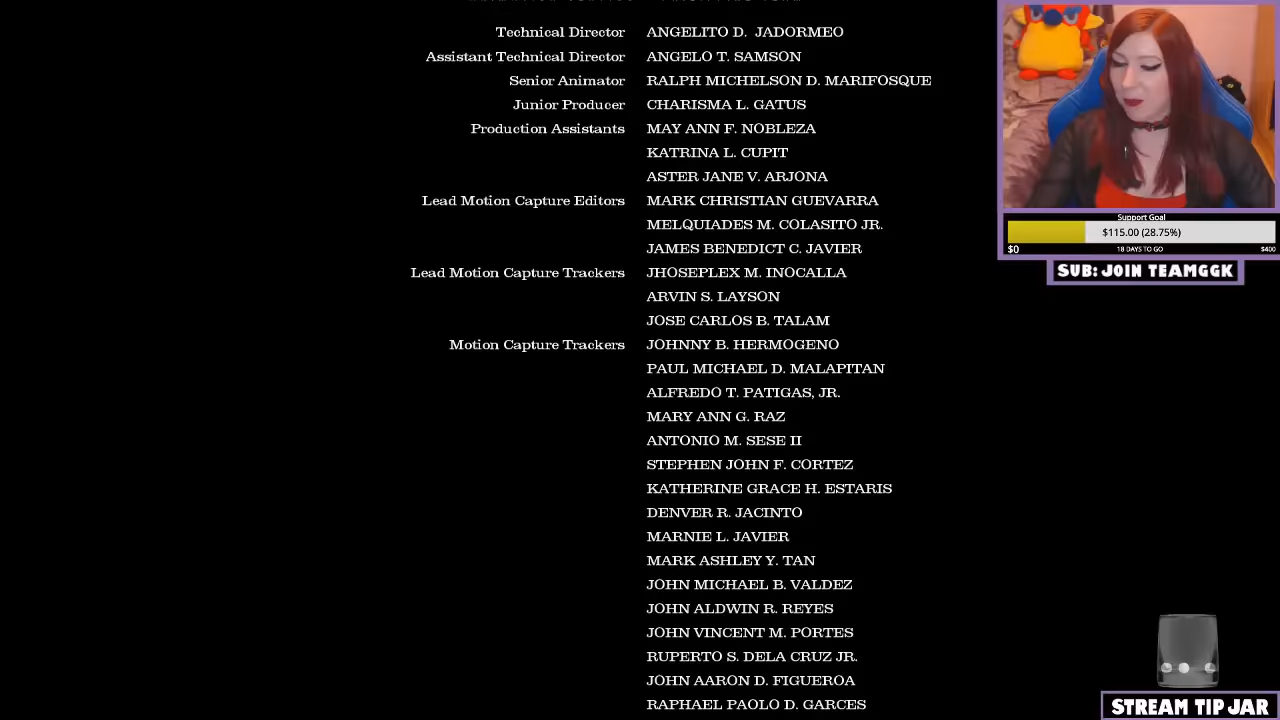 Technical Director ANGELITO D. JADORMEO
Assistant Technical Director ANGELO T. SAMSON
Senior Animator RALPH MICHELSON D. MARIFOSQUE
Junior Producer CHARISMA L. GATUS
Production Assistants MAY ANN F. NOBLEZA
KATRINA L. CUPIT
ASTER JANE V. ARJONA
Lead Motion Capture Editors MARK CHRISTIAN GUEVARRA
MELQUIADES M. COLASITO JR.
JAMES BENEDICT C. JAVIER
Lead Motion Capture Trackers JHOSEPLEX M. INOCALLA
ARVIN S. LAYSON
JOSE CARLOS B. TALAM
Motion Capture Trackers JOHNNY B. HERMOGENO
PAUL MICHAEL D. MALAPITAN
ALFREDO T. PATIGAS, JR.
MARY ANN G. RAZ
ANTONIO M. SESE II
STEPHEN JOHN F. CORTEZ
KATHERINE GRACE H. ESTARIS
DENVER R. JACINTO
MARNIE L. JAVIER
MARK ASHLEY Y. TAN
JOHN MICHAEL B. VALDEZ
JOHN ALDWIN R. REYES
JOHN VINCENT M. PORTES
RUPERTO S. DELA CRUZ JR.
JOHN AARON D. FIGUEROA
RAPHAEL PAOLO D. GARCES
Support Goal
$115.00 (28.75%)
$0 18 DAYS TO GO $400
SUB: JOIN TEAMGGK
STREAM TIP JAR